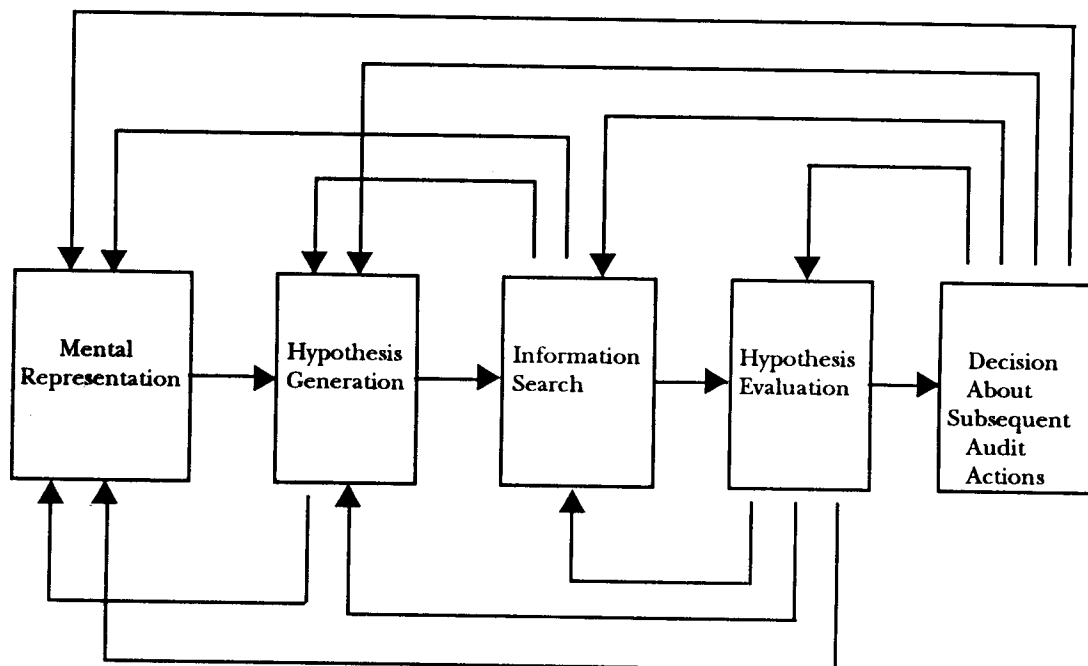 Mental
Representation
Hypothesis
Generation
Information
Search
Hypothesis
Evaluation
Decision
About
Subsequent
Audit
Actions